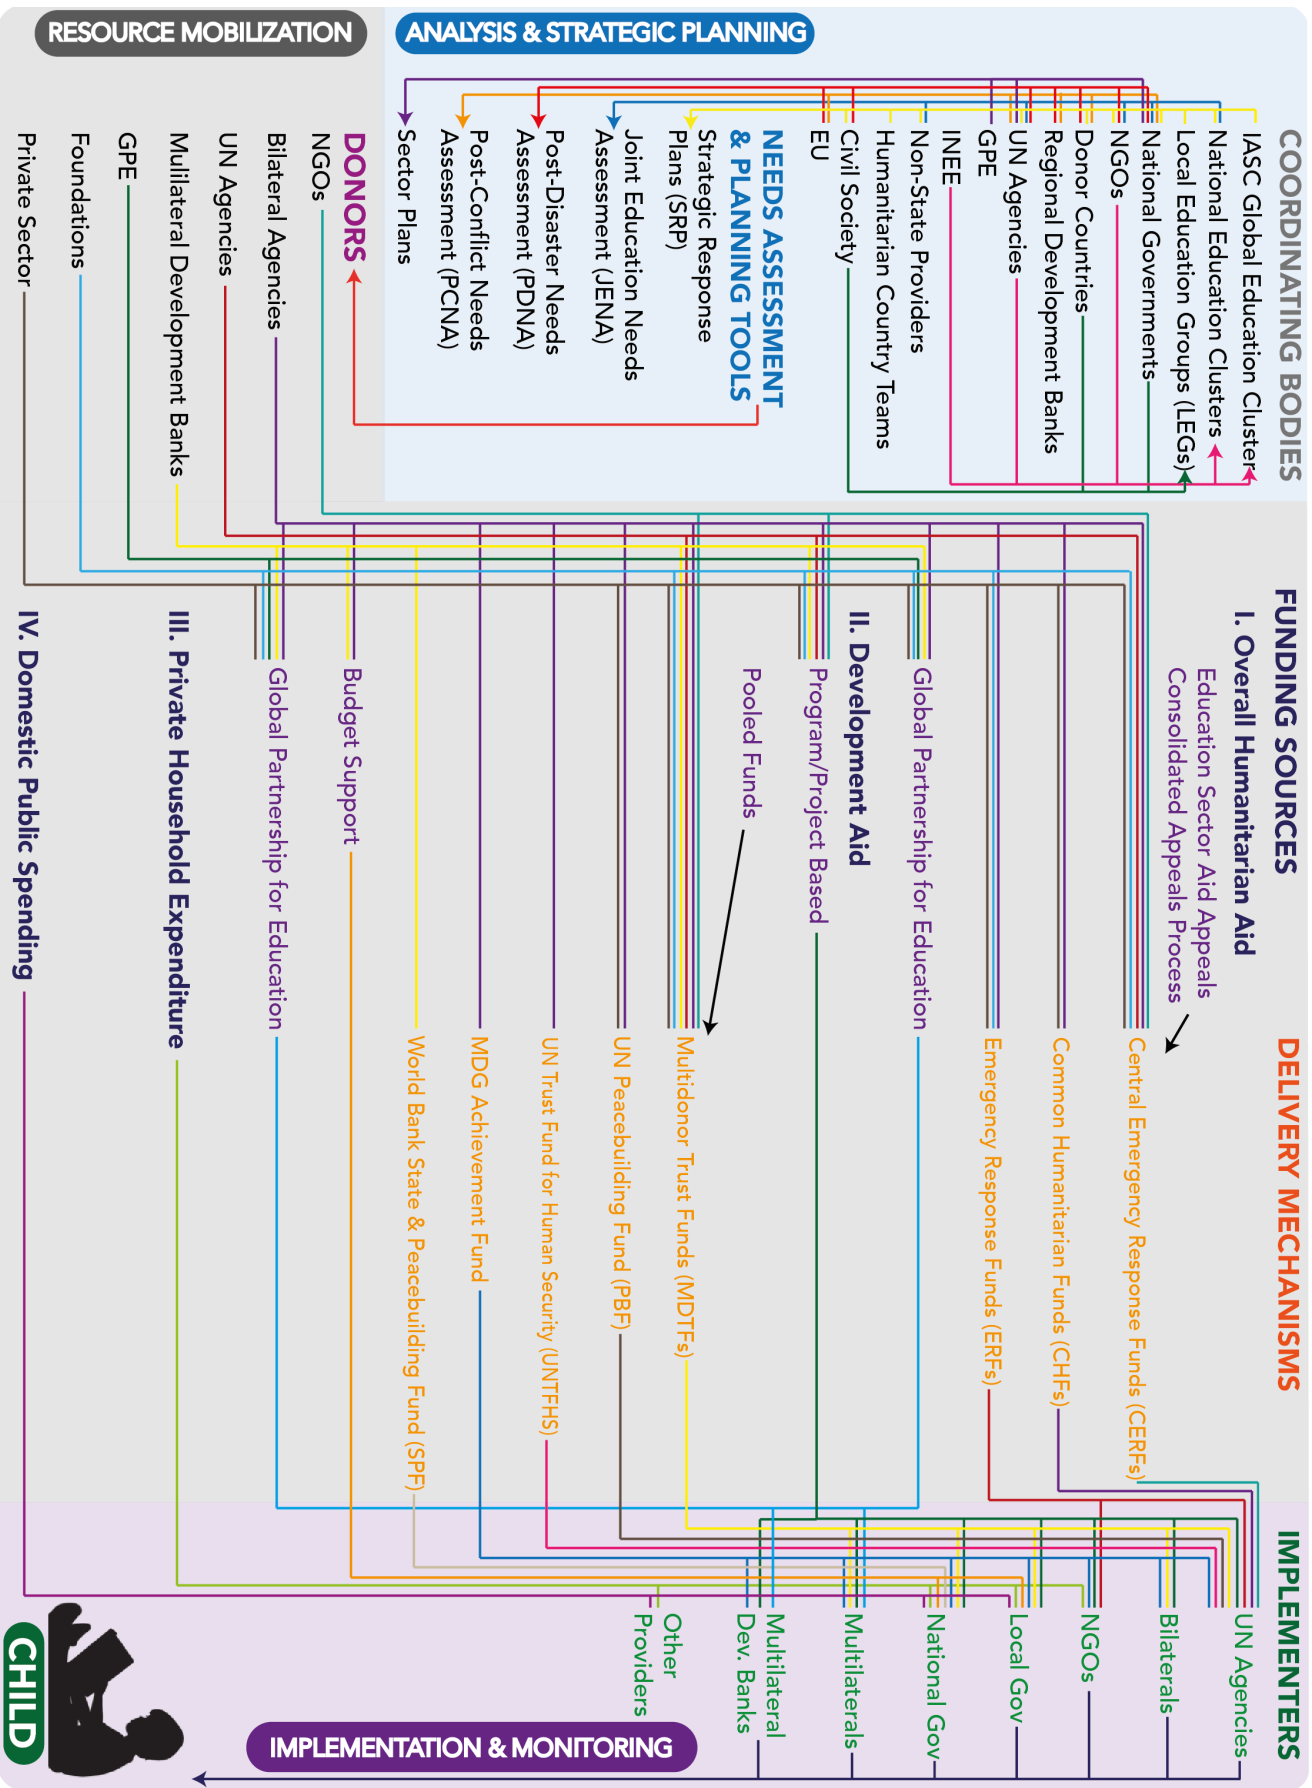 RESOURCE MOBILIZATION
ANALYSIS & STRATEGIC PLANNING
COORDINATING BODIES
IASC Global Education Cluster
National Education Clusters
Local Education Groups (LEGs)
National Governments
NGOs
Donor Countries
Regional Development Banks
UN Agencies
GPE
INEE
Non-State Providers
Humanitarian Country Teams
Civil Society
EU
NEEDS ASSESSMENT
& PLANNING TOOLS
Strategic Response
Plans (SRP)
Joint Education Needs
Assessment (JENA)
Post-Disaster Needs
Assessment (PDNA)
Post-Conflict Needs
Assessment (PCNA)
Sector Plans
DONORS
NGOs
Bilateral Agencies
UN Agencies
Mulilateral Development Banks
GPE
Foundations
Private Sector
FUNDING SOURCES
I. Overall Humanitarian Aid
Education Sector Aid Appeals
Consolidated Appeals Process
Global Partnership for Education
II. Development Aid
Program/Project Based
Pooled Funds
Budget Support
Global Partnership for Education
III. Private Household Expenditure
IV. Domestic Public Spending
DELIVERY MECHANISMS
Central Emergency Response Funds (CERFs)
Common Humanitarian Funds (CHFs)
Emergency Response Funds (ERFs)
Multidonor Trust Funds (MDTFs)
UN Peacebuilding Fund (PBF)
UN Trust Fund for Human Security (UNTFHS)
MDG Achievement Fund
World Bank State & Peacebuilding Fund (SPF)
IMPLEMENTERS
UN Agencies
Bilaterals
NGOs
Local Gov
National Gov
Multilaterals
Multilateral
Dev. Banks
Other
Providers
IMPLEMENTATION & MONITORING
CHILD